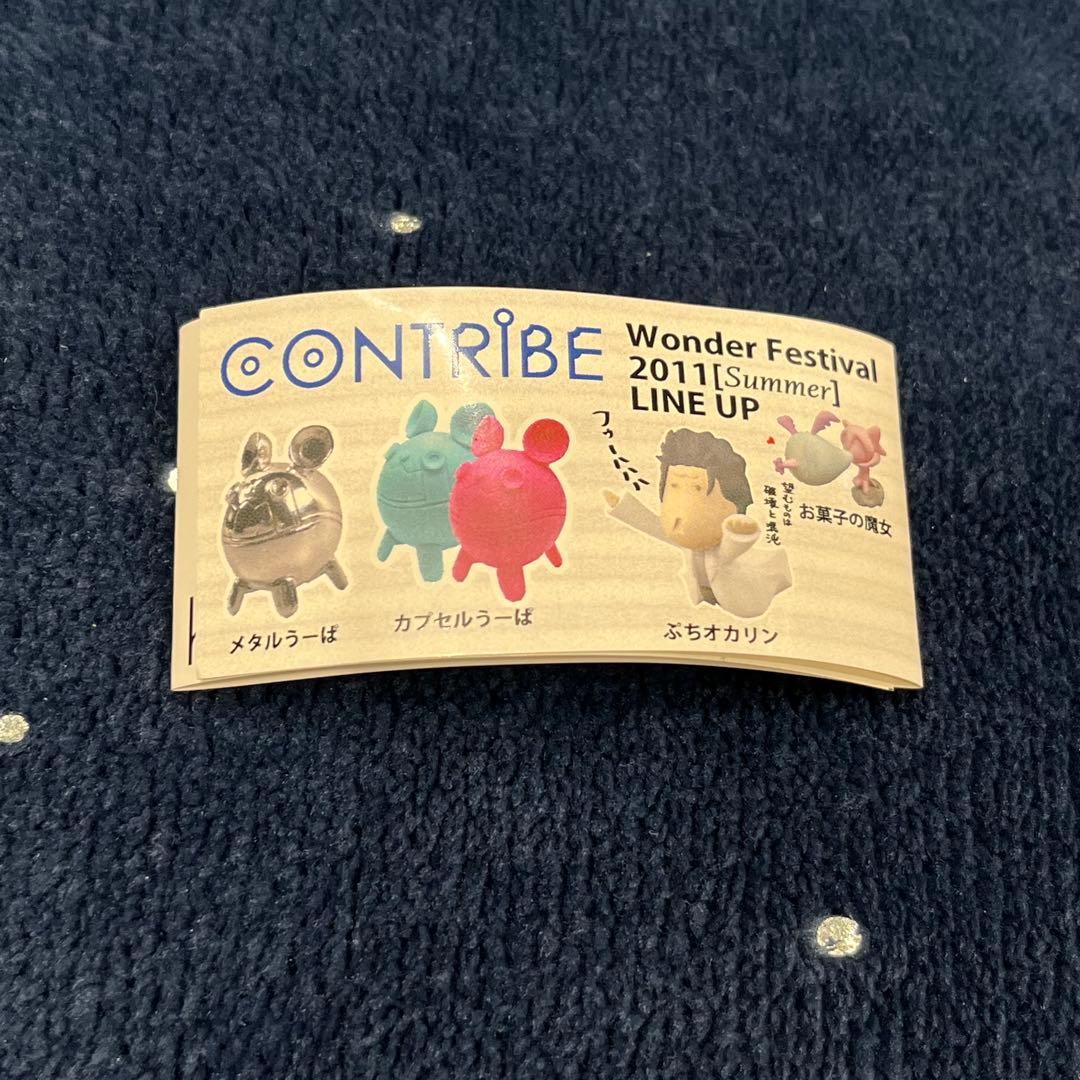 CONTRIBE
Wonder Festival
2011[Summer]
LINE UP
フゥーハハハハ
望むものは
破壊と混沌
お菓子の魔女
メタルうーぱ
カプセルうーぱ
ぷちオカリン